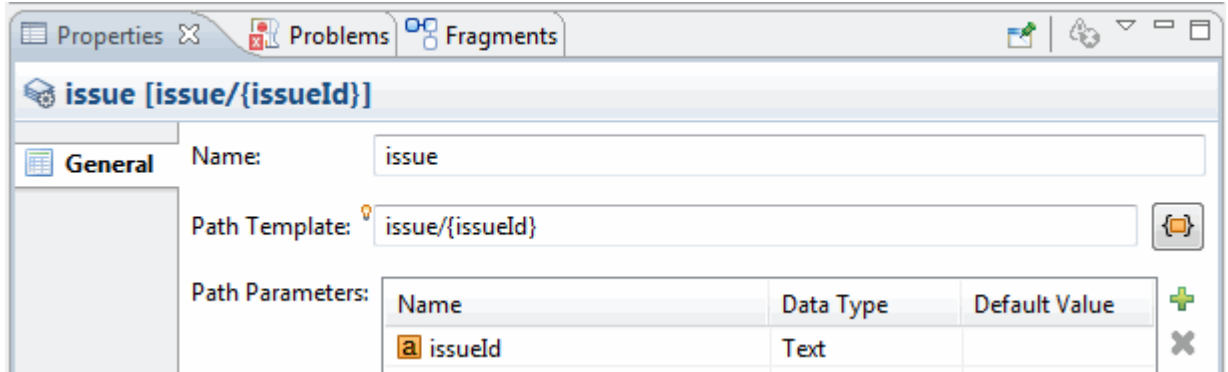 Properties Problems Fragments
issue [issue/{issueId}]
General
Name: issue
Path Template: issue/{issueId}
Path Parameters:
Name Data Type Default Value
a issueId Text